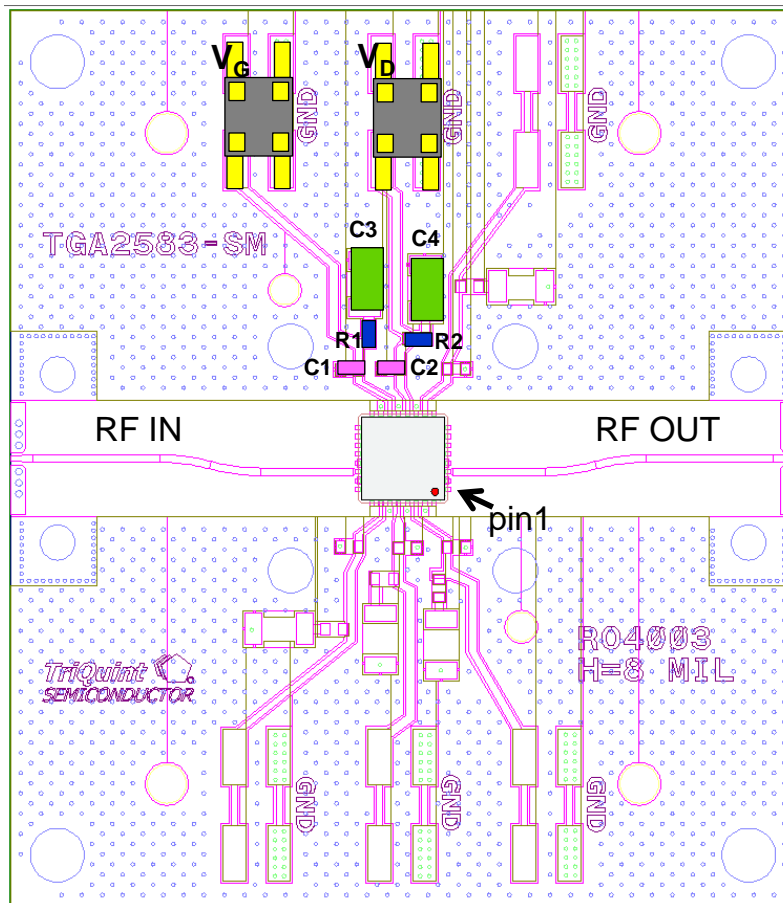 VG
VD
GND
GND
GND
C3
C4
TGA2583-SM
R1
R2
C1
C2
RF IN
RF OUT
pin1
TriQuint
SEMICONDUCTOR
RO4003
H=8 MIL
GND
GND
GND